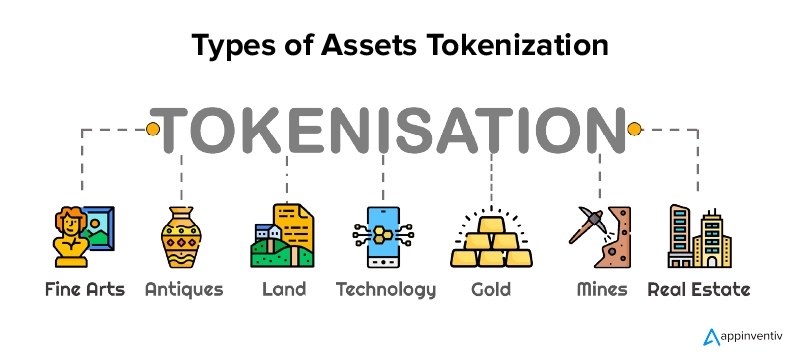 Types of Assets Tokenization
TOKENISATION
Fine Arts Antiques Land Technology Gold Mines Real Estate
appinventiv